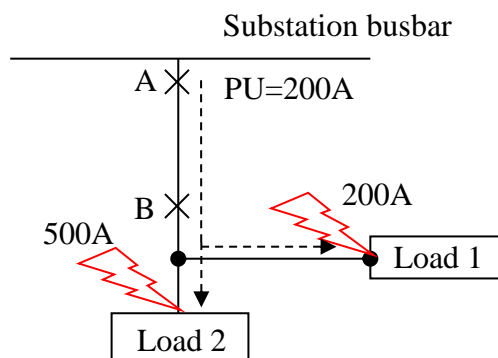 Substation busbar
A
PU=200A
B
200A
500A
Load 1
Load 2